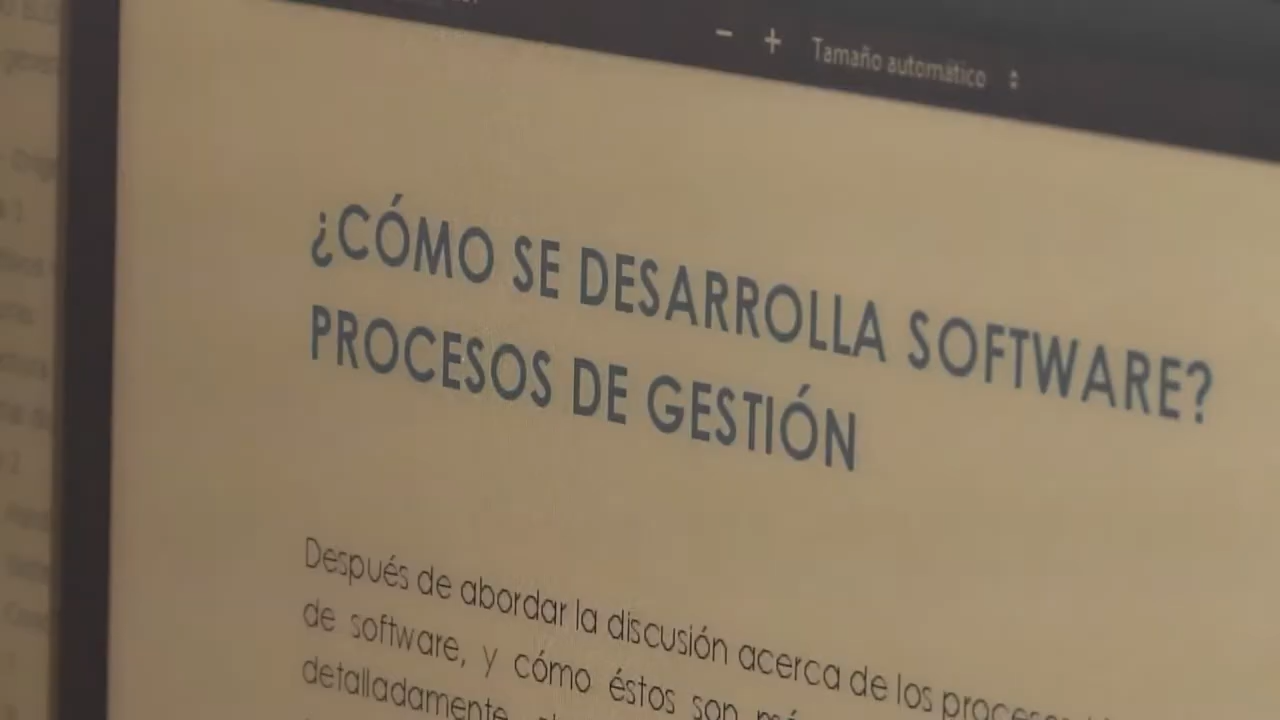 − + Tamaño automático
¿CÓMO SE DESARROLLA SOFTWARE?
PROCESOS DE GESTIÓN
Después de abordar la discusión acerca de los
de software, y cómo éstos son
detalladamente